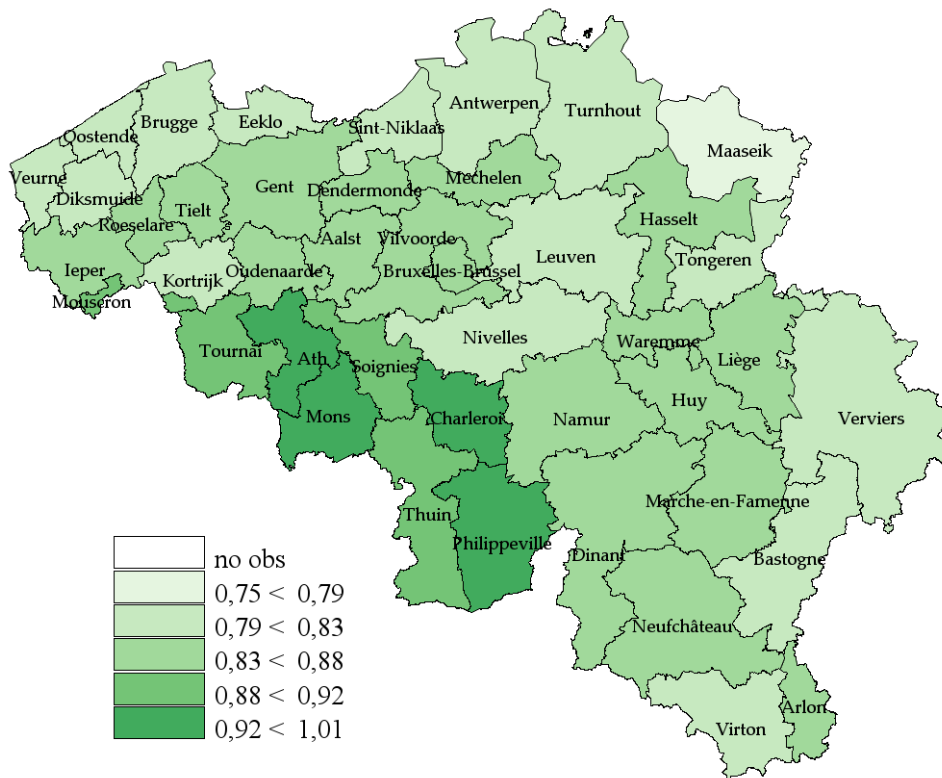 Antwerpen
Turnhout
Brugge
Eeklo
Sint-Niklaas
Oostende
Maaseik
Veurne
Diksmuide
Gent
Dendermonde
Mechelen
Tielt
Roeselare
Hasselt
Aalst
Vilvoorde
Ieper
Kortrijk
Oudenaarde
Bruxelles-Brussel
Leuven
Tongeren
Mouseron
Nivelles
Waremme
Tournai
Ath
Soignies
Liège
Huy
Mons
Charleroi
Namur
Verviers
Marche-en-Famenne
Thuin
Philippeville
Dinant
Bastogne
Neufchâteau
Virton
Arlon
no obs
0,75 < 0,79
0,79 < 0,83
0,83 < 0,88
0,88 < 0,92
0,92 < 1,01